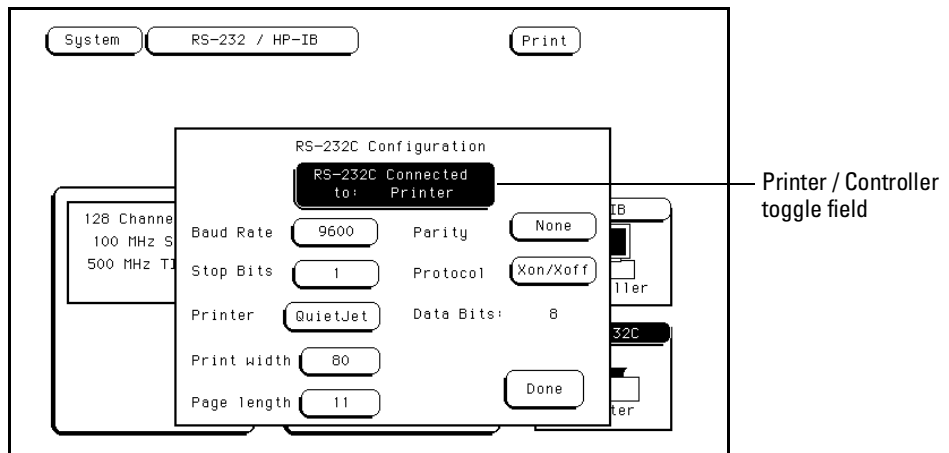 System RS-232 / HP-IB Print
RS-232C Configuration
RS-232C Connected
to: Printer
Printer / Controller
toggle field
128 Channe
100 MHz S
500 MHz TI
IB
ller
Baud Rate 9600 Parity None
Stop Bits 1 Protocol Xon/Xoff
Printer QuietJet Data Bits: 8
32C
Print width 80
Page length 11 Done
ter